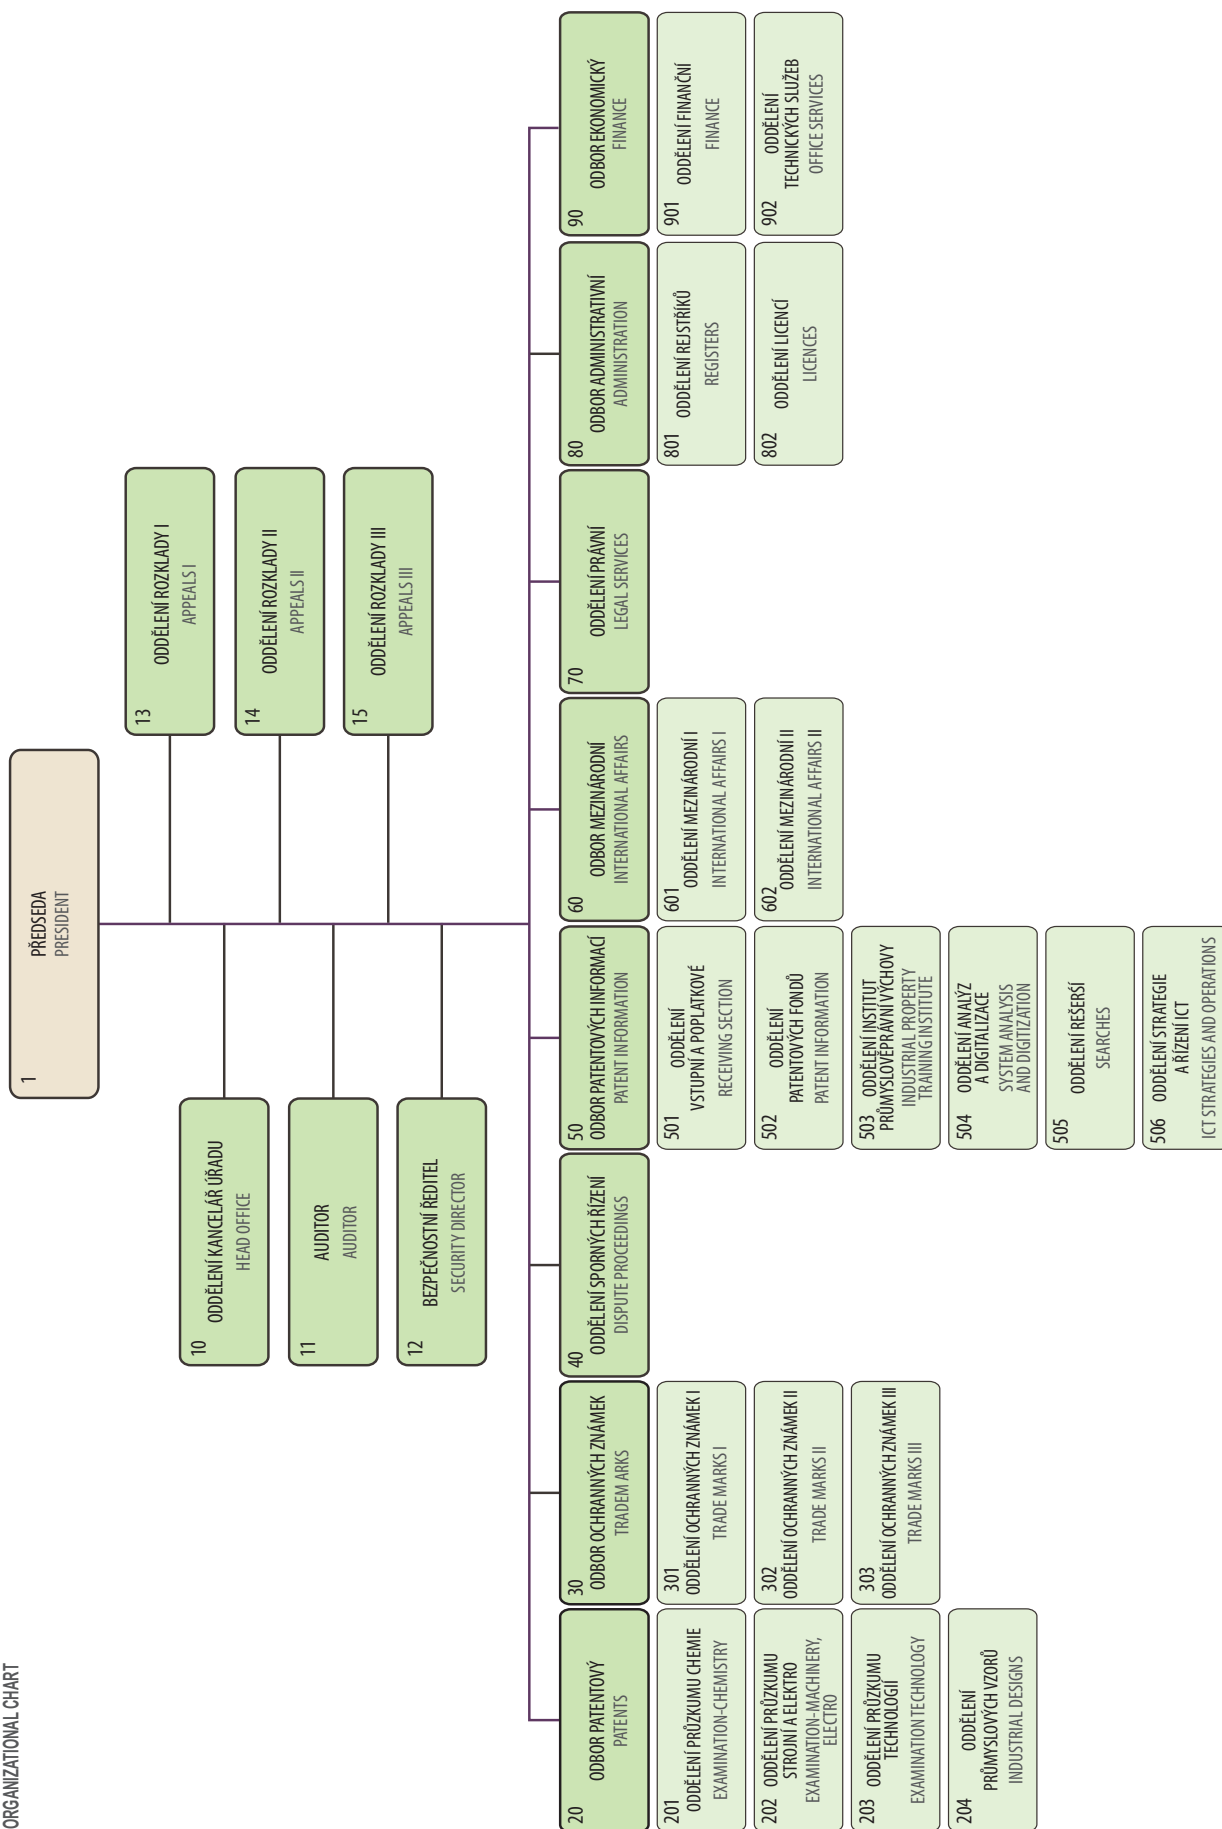 ORGANIZATIONAL CHART
1
PŘEDSEDA
PRESIDENT
10
ODDĚLENÍ KANCELÁŘ ÚŘADU
HEAD OFFICE
11
AUDITOR
AUDITOR
12
BEZPEČNOSTNÍ ŘEDITEL
SECURITY DIRECTOR
13
ODDĚLENÍ ROZKLADY I
APPEALS I
14
ODDĚLENÍ ROZKLADY II
APPEALS II
15
ODDĚLENÍ ROZKLADY III
APPEALS III
20
ODBOR PATENTOVÝ
PATENTS
201
ODDĚLENÍ PRŮZKUMU CHEMIE
EXAMINATION-CHEMISTRY
202 ODDĚLENÍ PRŮZKUMU
STROJNÍ A ELEKTRO
EXAMINATION-MACHINERY,
ELECTRO
203 ODDĚLENÍ PRŮZKUMU
TECHNOLOGIÍ
EXAMINATION TECHNOLOGY
204
ODDĚLENÍ
PRŮMYSLOVÝCH VZORŮ
INDUSTRIAL DESIGNS
30
ODBOR OCHRANNÝCH ZNÁMEK
TRADEM ARKS
301
ODDĚLENÍ OCHRANNÝCH ZNÁMEK I
TRADE MARKS I
302
ODDĚLENÍ OCHRANNÝCH ZNÁMEK II
TRADE MARKS II
303
ODDĚLENÍ OCHRANNÝCH ZNÁMEK III
TRADE MARKS III
40
ODDĚLENÍ SPORNÝCH ŘÍZENÍ
DISPUTE PROCEEDINGS
50
ODBOR PATENTOVÝCH INFORMACÍ
PATENT INFORMATION
501
ODDĚLENÍ
VSTUPNÍ A POPLATKOVÉ
RECEIVING SECTION
502
ODDĚLENÍ
PATENTOVÝCH FONDŮ
PATENT INFORMATION
503 ODDĚLENÍ INSTITUT
PRŮMYSLOVĚPRÁVNÍ VÝCHOVY
INDUSTRIAL PROPERTY
TRAINING INSTITUTE
504 ODDĚLENÍ ANALÝZ
A DIGITALIZACE
SYSTEM ANALYSIS
AND DIGITIZATION
505
ODDĚLENÍ REŠERŠÍ
SEARCHES
506 ODDĚLENÍ STRATEGIE
A ŘÍZENÍ ICT
ICT STRATEGIES AND OPERATIONS
60
ODBOR MEZINÁRODNÍ
INTERNATIONAL AFFAIRS
601
ODDĚLENÍ MEZINÁRODNÍ I
INTERNATIONAL AFFAIRS I
602
ODDĚLENÍ MEZINÁRODNÍ II
INTERNATIONAL AFFAIRS II
70
ODDĚLENÍ PRÁVNÍ
LEGAL SERVICES
80
ODBOR ADMINISTRATIVNÍ
ADMINISTRATION
801
ODDĚLENÍ REJSTŘÍKŮ
REGISTERS
802
ODDĚLENÍ LICENCÍ
LICENCES
90
ODBOR EKONOMICKÝ
FINANCE
901
ODDĚLENÍ FINANČNÍ
FINANCE
902
ODDĚLENÍ
TECHNICKÝCH SLUŽEB
OFFICE SERVICES